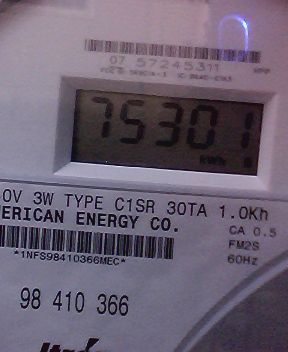 07 57245311
75301
kWh
0V 3W TYPE C1SR 30TA 1.0Kh
ERICAN ENERGY CO.
CA 0.5
FM2S
*1NFS98410366MEC*
60Hz
98 410 366